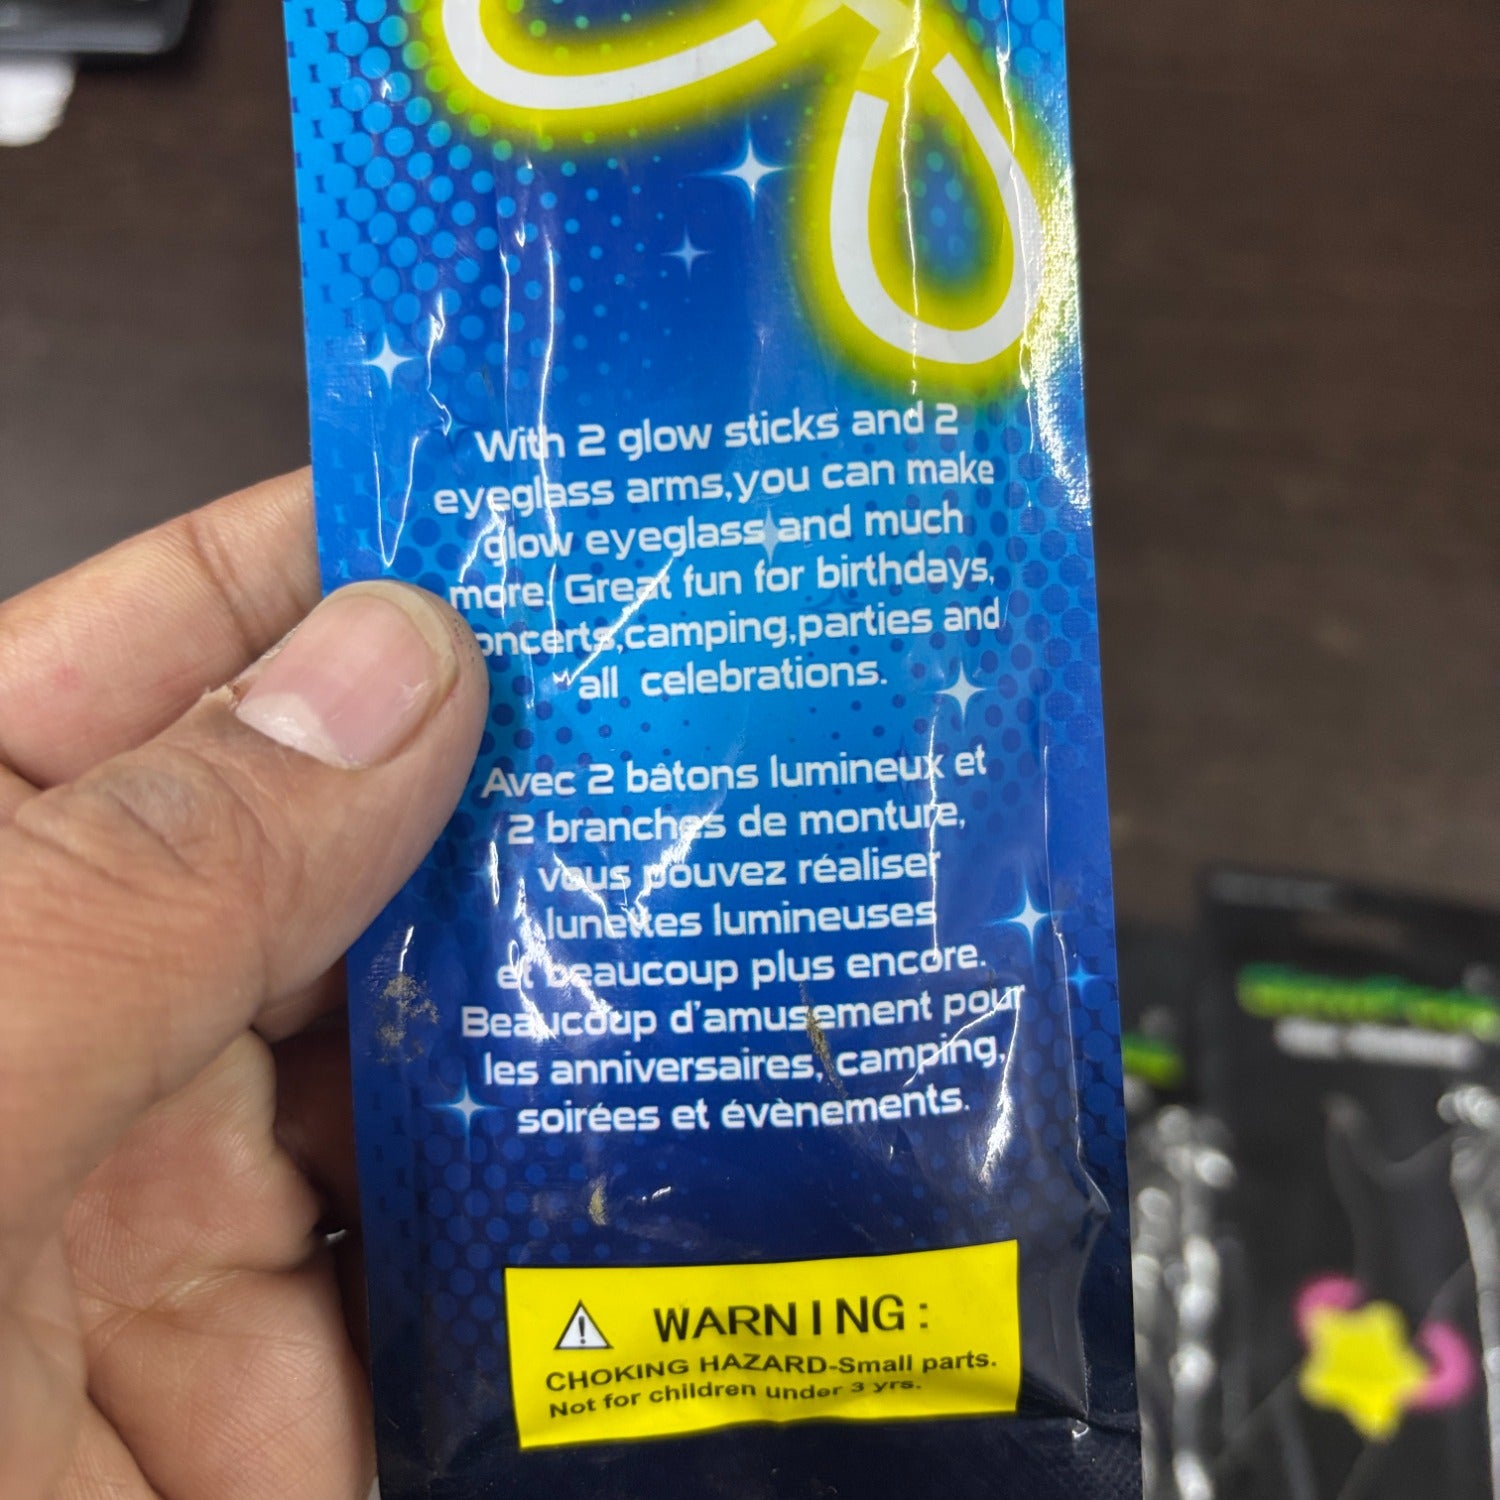 With 2 glow sticks and 2
eyeglass arms,you can make
glow eyeglass and much
more! Great fun for birthdays,
oncerts,camping,parties and
all celebrations.
Avec 2 bâtons lumineux et
2 branches de monture,
vous pouvez réaliser
lunettes lumineuses
et beaucoup plus encore.
Beaucoup d'amusement pour
les anniversaires, camping,
soirées et évènements.
WARNING:
CHOKING HAZARD-Small parts.
Not for children under 3 yrs.